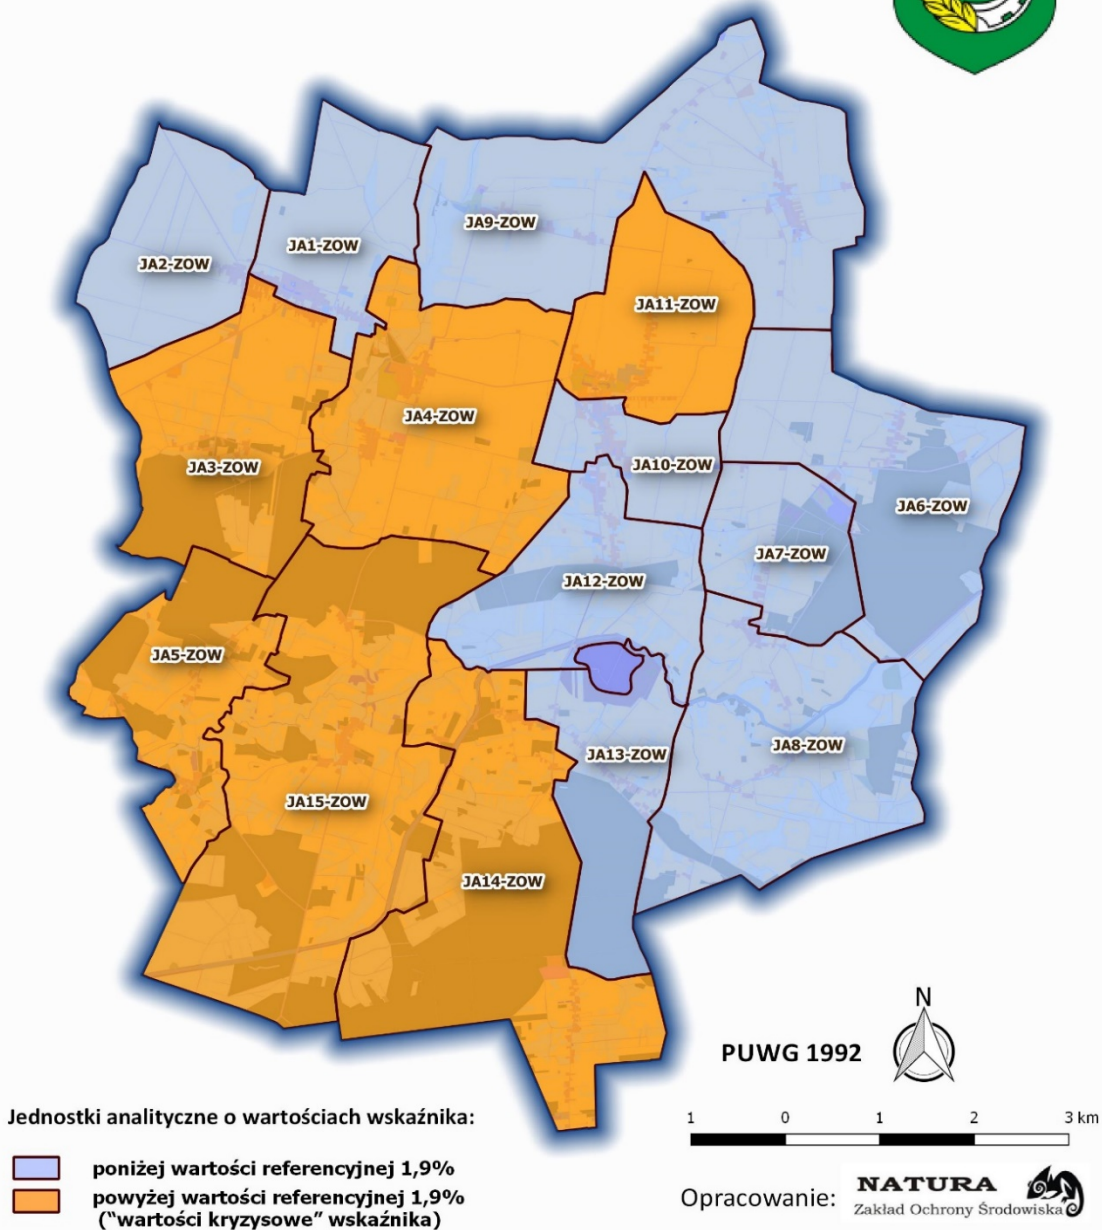 JA9-ZOW
JA1-ZOW
JA2-ZOW
JA11-ZOW
JA4-ZOW
JA3-ZOW
JA10-ZOW
JA6-ZOW
JA7-ZOW
JA12-ZOW
JA5-ZOW
JA8-ZOW
JA13-ZOW
JA15-ZOW
JA14-ZOW
N
PUWG 1992
Jednostki analityczne o wartościach wskaźnika:
1 0 1 2 3 km
poniżej wartości referencyjnej 1,9%
powyżej wartości referencyjnej 1,9%
("wartości kryzysowe" wskaźnika)
Opracowanie:
NATURA
Zakład Ochrony Środowiska